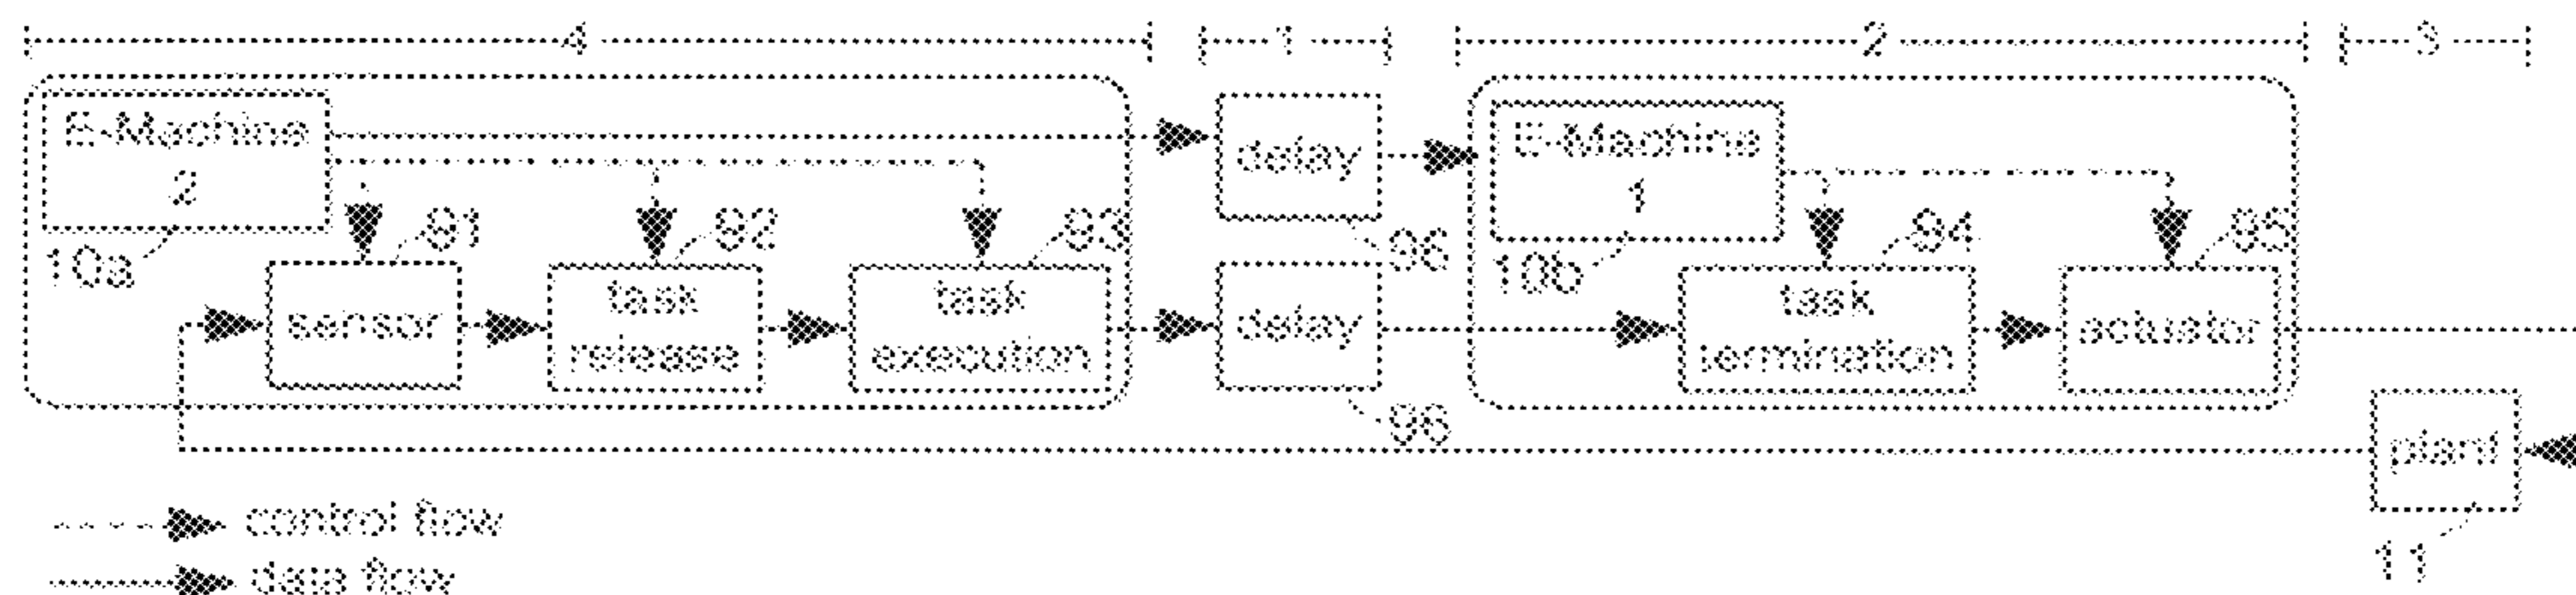 4 1 2 3
E-Machine
2
10a
91
92
93
sensor
task
release
task
execution
delay
96
delay
96
E-Machine
1
10b
94
95
task
termination
actuator
plant
11
control flow
data flow